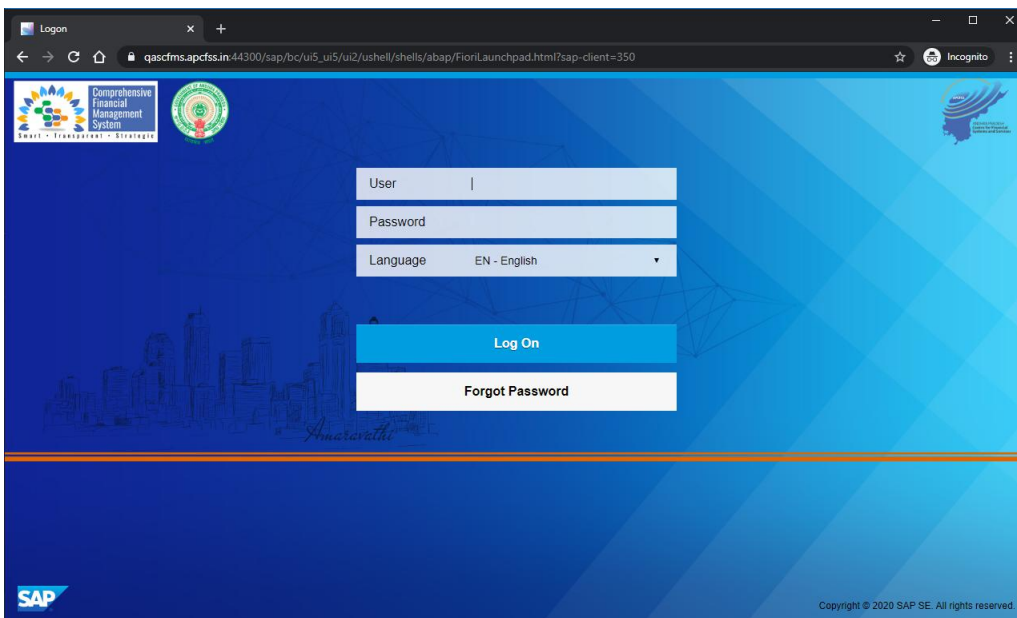 Logon
qascfms.apcfss.in:44300/sap/bc/ui5_ui5/ui2/ushell/shells/abap/FioriLaunchpad.html?sap-client=350
Incognito
Comprehensive
Financial
Management
System
Smart • Transparent • Strategic
User
Password
Language EN - English
Log On
Forgot Password
Amaravathi
SAP
Copyright © 2020 SAP SE. All rights reserved.